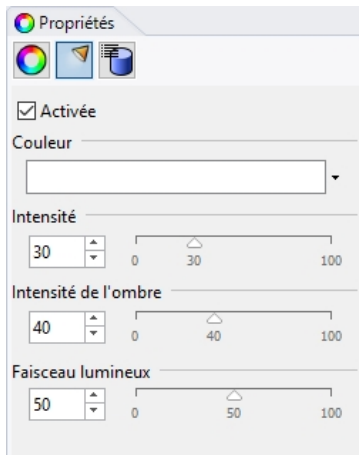 Propriétés
Activée
Couleur
Intensité
30
0 30 100
Intensité de l'ombre
40
0 40 100
Faisceau lumineux
50
0 50 100